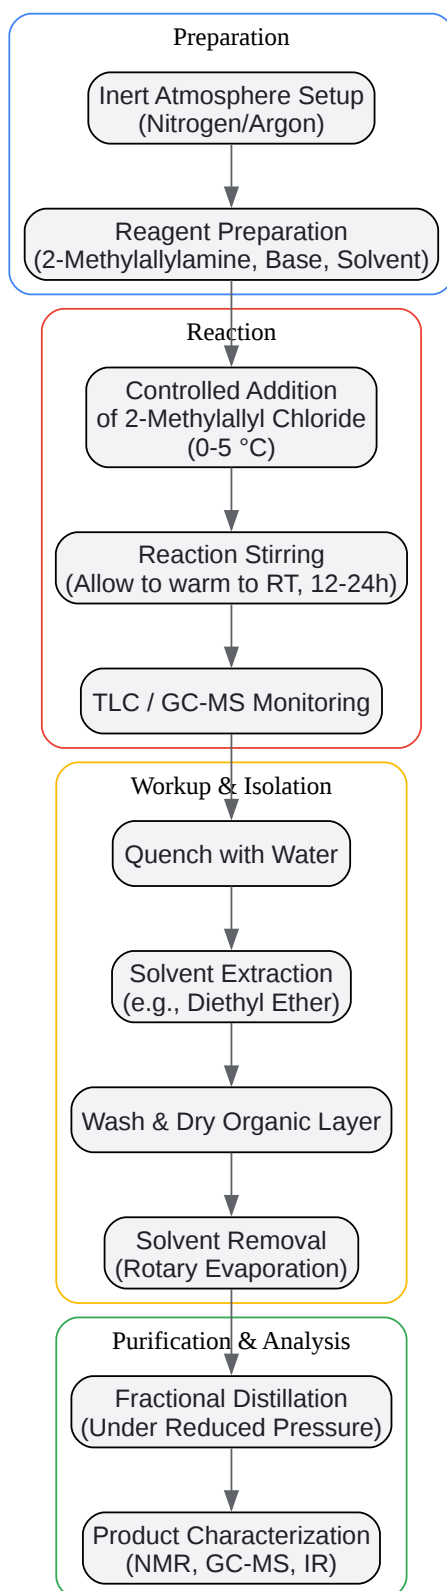 Preparation
Inert Atmosphere Setup
(Nitrogen/Argon)
Reagent Preparation
(2-Methylallylamine, Base, Solvent)
Reaction
Controlled Addition
of 2-Methylallyl Chloride
(0-5 °C)
Reaction Stirring
(Allow to warm to RT, 12-24h)
TLC / GC-MS Monitoring
Workup & Isolation
Quench with Water
Solvent Extraction
(e.g., Diethyl Ether)
Wash & Dry Organic Layer
Solvent Removal
(Rotary Evaporation)
Purification & Analysis
Fractional Distillation
(Under Reduced Pressure)
Product Characterization
(NMR, GC-MS, IR)